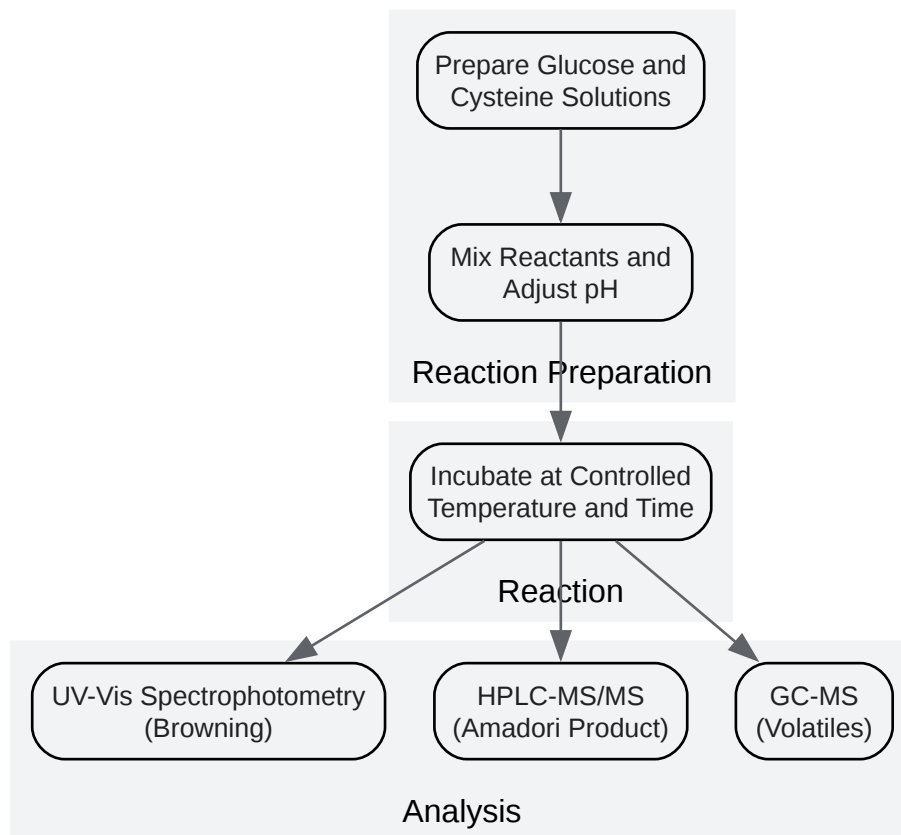 Prepare Glucose and
Cysteine Solutions
Mix Reactants and
Adjust pH
Reaction Preparation
Incubate at Controlled
Temperature and Time
Reaction
UV-Vis Spectrophotometry
(Browning)
HPLC-MS/MS
(Amadori Product)
GC-MS
(Volatiles)
Analysis